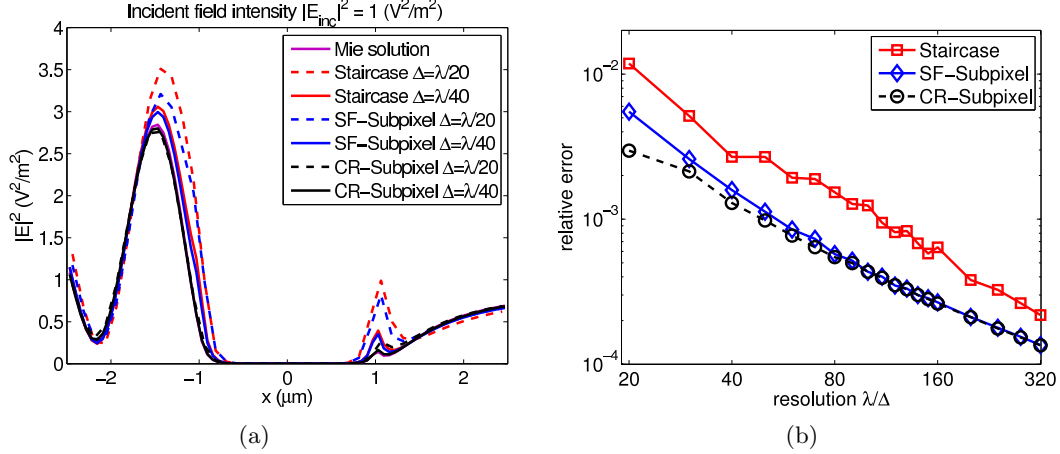 Incident field intensity |E_inc|² = 1 (V²/m²)
|E|² (V²/m²)
4
3.5
3
2.5
2
1.5
1
0.5
0
−2
−1
0
1
2
x (μm)
Mie solution
Staircase Δ=λ/20
Staircase Δ=λ/40
SF−Subpixel Δ=λ/20
SF−Subpixel Δ=λ/40
CR−Subpixel Δ=λ/20
CR−Subpixel Δ=λ/40
(a)
relative error
10⁻²
10⁻³
10⁻⁴
20
40
80
160
320
resolution λ/Δ
Staircase
SF−Subpixel
CR−Subpixel
(b)